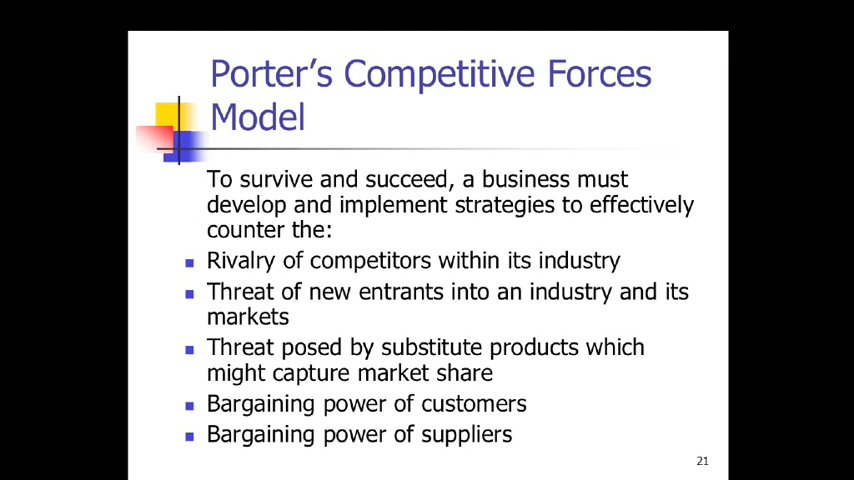 Porter's Competitive Forces
Model
To survive and succeed, a business must
develop and implement strategies to effectively
counter the:
Rivalry of competitors within its industry
Threat of new entrants into an industry and its
markets
Threat posed by substitute products which
might capture market share
Bargaining power of customers
Bargaining power of suppliers
21